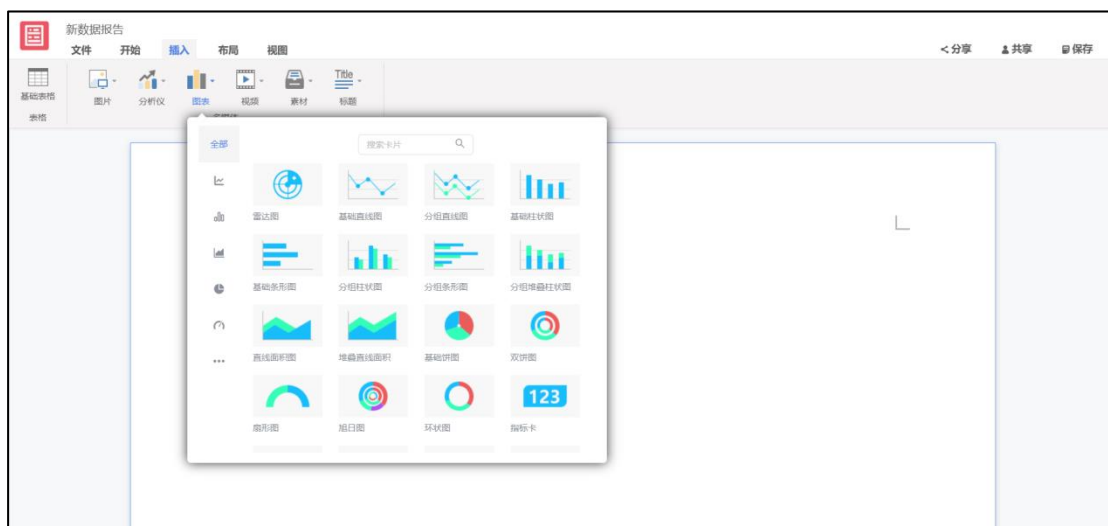 新数据报告
文件 开始 插入 布局 视图 分享 共享 保存
Title
基础表格 图片 分析仪 图表 视频 素材 标题
表格
全部 搜索卡片
雷达图 基础直线图 分组直线图 基础柱状图
基础条形图 分组柱状图 分组条形图 分组堆叠柱状图
直线面积图 堆叠直线面积 基础饼图 双饼图
123
扇形图 旭日图 环状图 指标卡